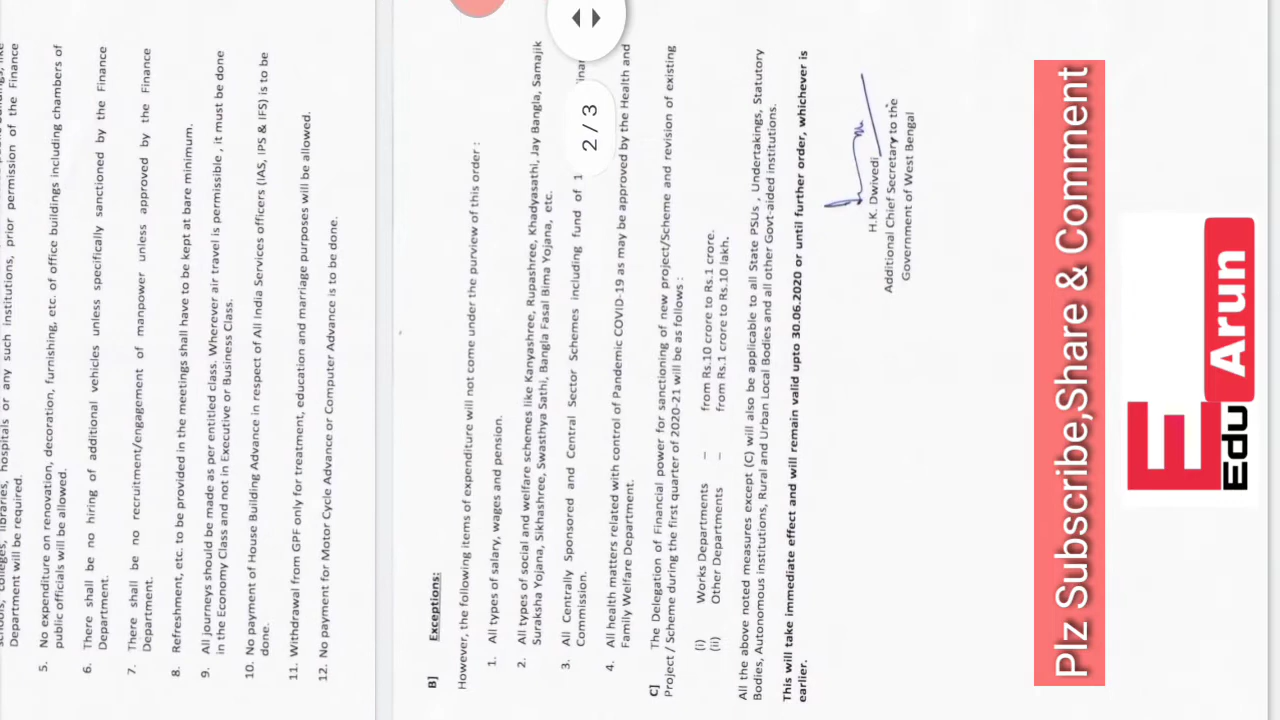 schools, colleges, libraries, hospitals or any such institutions, prior permission of the Finance
Department will be required.
5. No expenditure on renovation, decoration, furnishing, etc. of office buildings including chambers of
public officials will be allowed.
6. There shall be no hiring of additional vehicles unless specifically sanctioned by the Finance
Department.
7. There shall be no recruitment/engagement of manpower unless approved by the Finance
Department.
8. Refreshment, etc. to be provided in the meetings shall have to be kept at bare minimum.
9. All journeys should be made as per entitled class. Wherever air travel is permissible , it must be done
in the Economy Class and not in Executive or Business Class.
10. No payment of House Building Advance in respect of All India Services officers (IAS, IPS & IFS) is to be
done.
11. Withdrawal from GPF only for treatment, education and marriage purposes will be allowed.
12. No payment for Motor Cycle Advance or Computer Advance is to be done.
B] Exceptions:
However, the following items of expenditure will not come under the purview of this order :
1. All types of salary, wages and pension.
2. All types of social and welfare schemes like Kanyashree, Rupashree, Khadyasathi, Jay Bangla, Samajik
Suraksha Yojana, Sikhashree, Swasthya Sathi, Bangla Fasal Bima Yojana, etc.
3. All Centrally Sponsored and Central Sector Schemes including fund of 1
Commission.
4. All health matters related with control of Pandemic COVID-19 as may be approved by the Health and
Family Welfare Department.
C] The Delegation of Financial power for sanctioning of new project/Scheme and revision of existing
Project / Scheme during the first quarter of 2020-21 will be as follows :
(i) Works Departments – from Rs.10 crore to Rs.1 crore.
(ii) Other Departments – from Rs.1 crore to Rs.10 lakh.
All the above noted measures except (C) will also be applicable to all State PSUs , Undertakings, Statutory
Bodies, Autonomous institutions, Rural and Urban Local Bodies and all other Govt-aided institutions.
This will take immediate effect and will remain valid upto 30.06.2020 or until further order, whichever is
earlier.
H.K. Dwivedi
Additional Chief Secretary to the
Government of West Bengal
2 / 3
Plz Subscribe,Share & Comment
E
Edu Arun